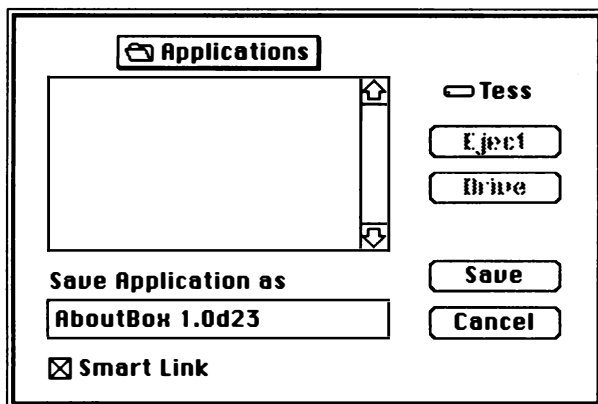 Applications
Tess
Eject
Drive
Save Application as
Save
AboutBox 1.0d23
Cancel
Smart Link